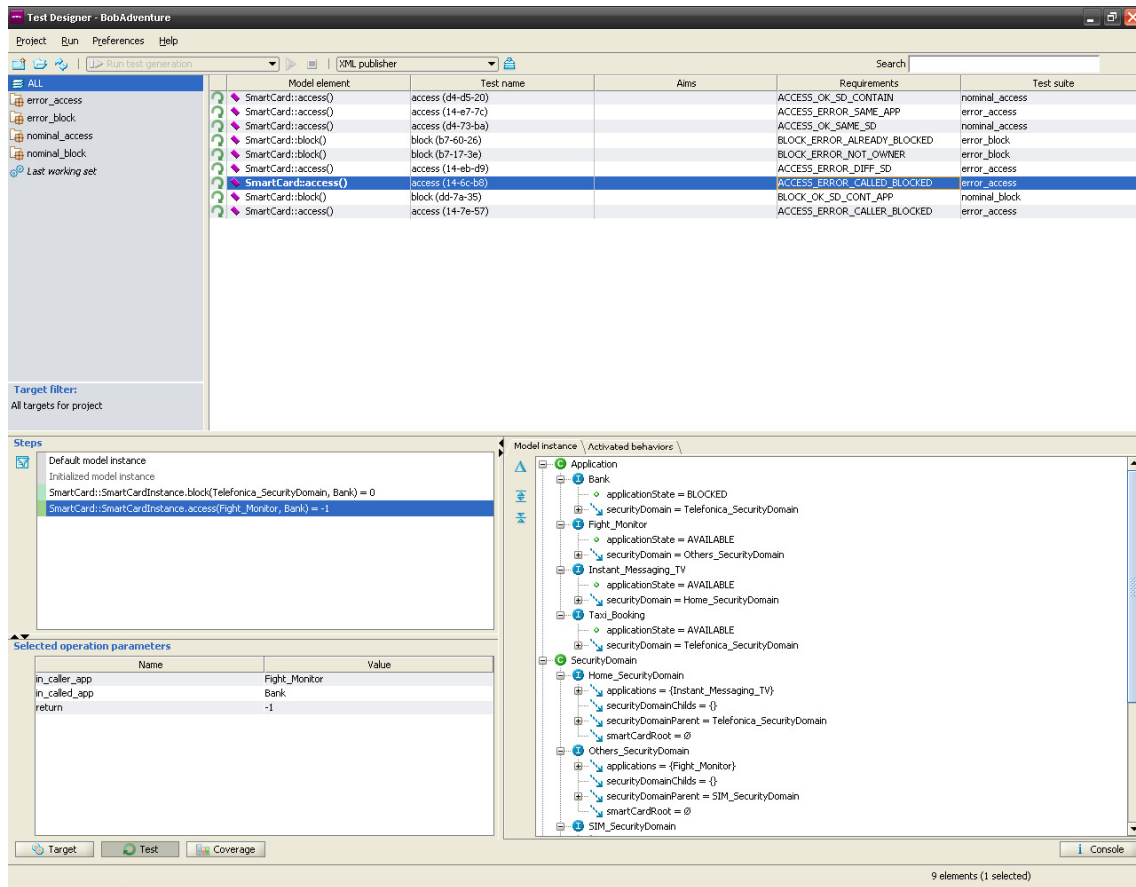 Test Designer - BobAdventure
Project Run Preferences Help
Run test generation XML publisher Search
ALL
error_access
error_block
nominal_access
nominal_block
Last working set
Target filter:
All targets for project
Model element Test name Aims Requirements Test suite
SmartCard::access() access (d4-d5-20) ACCESS_OK_SD_CONTAIN nominal_access
SmartCard::access() access (14-e7-7c) ACCESS_ERROR_SAME_APP error_access
SmartCard::access() access (d4-73-ba) ACCESS_OK_SAME_SD nominal_access
SmartCard::block() block (b7-60-26) BLOCK_ERROR_ALREADY_BLOCKED error_block
SmartCard::block() block (b7-17-3e) BLOCK_ERROR_NOT_OWNER error_block
SmartCard::access() access (14-eb-d9) ACCESS_ERROR_DIFF_SD error_access
SmartCard::access() access (14-6c-b8) ACCESS_ERROR_CALLED_BLOCKED error_access
SmartCard::block() block (dd-7a-35) BLOCK_OK_SD_CONT_APP nominal_block
SmartCard::access() access (14-7e-57) ACCESS_ERROR_CALLER_BLOCKED error_access
Steps
Default model instance
Initialized model instance
SmartCard::SmartCardInstance.block(Telefonica_SecurityDomain, Bank) = 0
SmartCard::SmartCardInstance.access(Fight_Monitor, Bank) = -1
Selected operation parameters
Name Value
in_caller_app Fight_Monitor
in_called_app Bank
return -1
Model instance Activated behaviors
Application
Bank
applicationState = BLOCKED
securityDomain = Telefonica_SecurityDomain
Fight_Monitor
applicationState = AVAILABLE
securityDomain = Others_SecurityDomain
Instant_Messaging_TV
applicationState = AVAILABLE
securityDomain = Home_SecurityDomain
Taxi_Booking
applicationState = AVAILABLE
securityDomain = Telefonica_SecurityDomain
SecurityDomain
Home_SecurityDomain
applications = {Instant_Messaging_TV}
securityDomainChilds = {}
securityDomainParent = Telefonica_SecurityDomain
smartCardRoot = Ø
Others_SecurityDomain
applications = {Fight_Monitor}
securityDomainChilds = {}
securityDomainParent = SIM_SecurityDomain
smartCardRoot = Ø
SIM_SecurityDomain
Target Test Coverage Console
9 elements (1 selected)